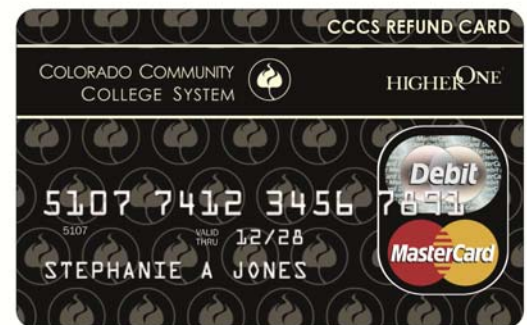 CCCS REFUND CARD
COLORADO COMMUNITY
COLLEGE SYSTEM
HIGHERONE
Debit
5107 7412 3456 7891
5107 VALID THRU 12/28
MasterCard
STEPHANIE A JONES